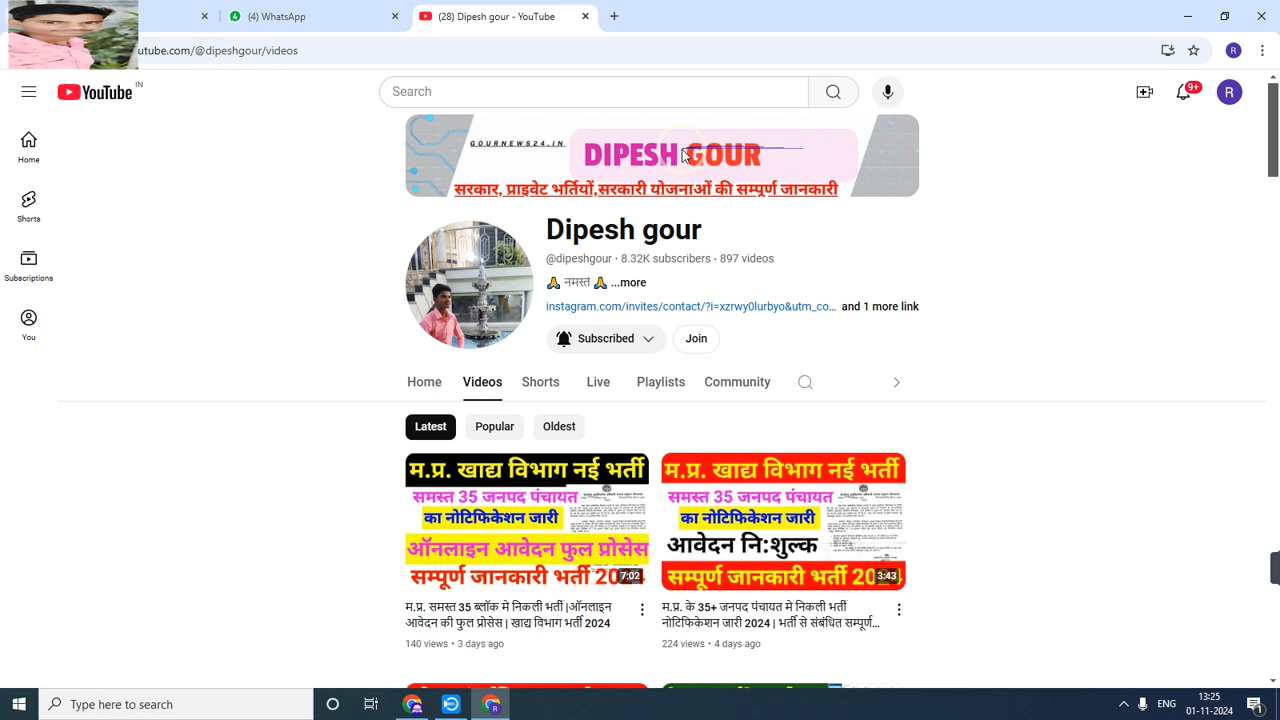 (4) WhatsApp
(28) Dipesh gour - YouTube
utube.com/@dipeshgour/videos
R
YouTube IN
Search
9+
R
GOURNEWS24.IN
DIPESH GOUR
सरकार, प्राइवेट भर्तियों,सरकारी योजनाओं की सम्पूर्ण जानकारी
Home
Shorts
Subscriptions
You
Dipesh gour
@dipeshgour · 8.32K subscribers · 897 videos
🙏 नमस्ते 🙏 ...more
instagram.com/invites/contact/?i=xzrwy0lurbyo&utm_co... and 1 more link
Subscribed
Join
Home Videos Shorts Live Playlists Community
Latest Popular Oldest
म.प्र. खाद्य विभाग नई भर्ती
समस्त 35 जनपद पंचायत
का नोटिफिकेशन जारी
ऑनलाइन आवेदन फुल प्रोसेस
सम्पूर्ण जानकारी भर्ती
7:02
म.प्र. समस्त 35 ब्लॉक मे निकली भर्ती |ऑनलाइन
आवेदन की फुल प्रोसेस | खाद्य विभाग भर्ती 2024
140 views · 3 days ago
म.प्र. खाद्य विभाग नई भर्ती
समस्त 35 जनपद पंचायत
का नोटिफिकेशन जारी
आवेदन नि:शुल्क
सम्पूर्ण जानकारी भर्ती
3:43
म.प्र. के 35+ जनपद पंचायत मे निकली भर्ती
नोटिफिकेशन जारी 2024 | भर्ती से संबंधित सम्पूर्ण...
224 views · 4 days ago
Type here to search
ENG
13:25
01-11-2024